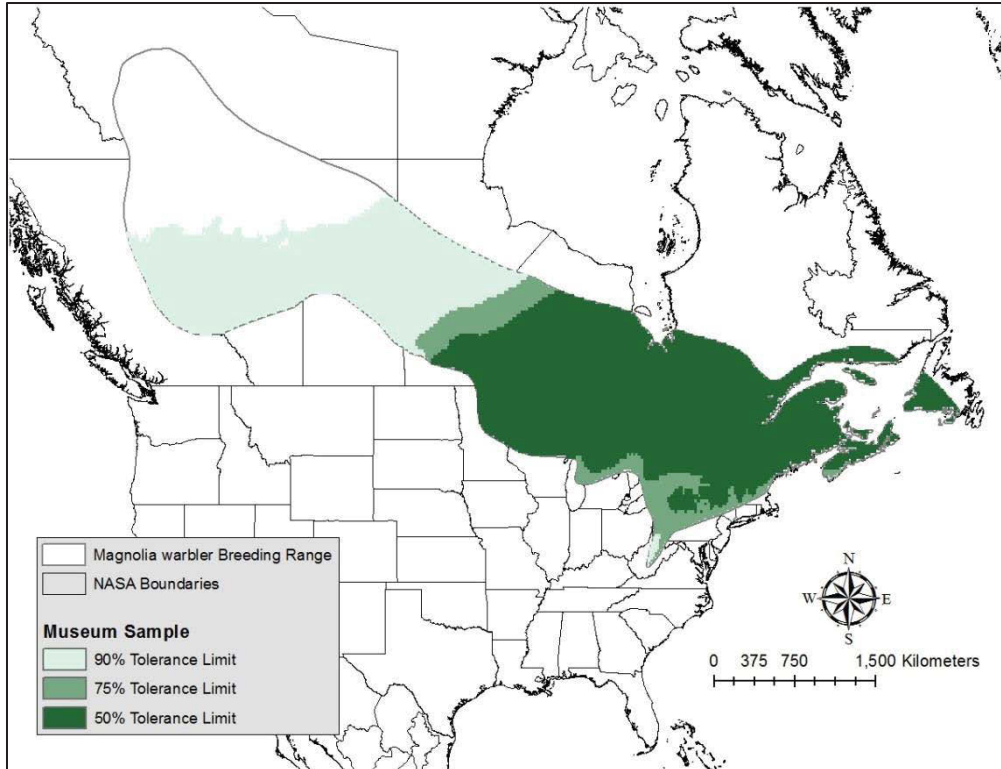 Magnolia warbler Breeding Range
NASA Boundaries
Museum Sample
90% Tolerance Limit
75% Tolerance Limit
50% Tolerance Limit
N
W E
S
0 375 750 1,500 Kilometers